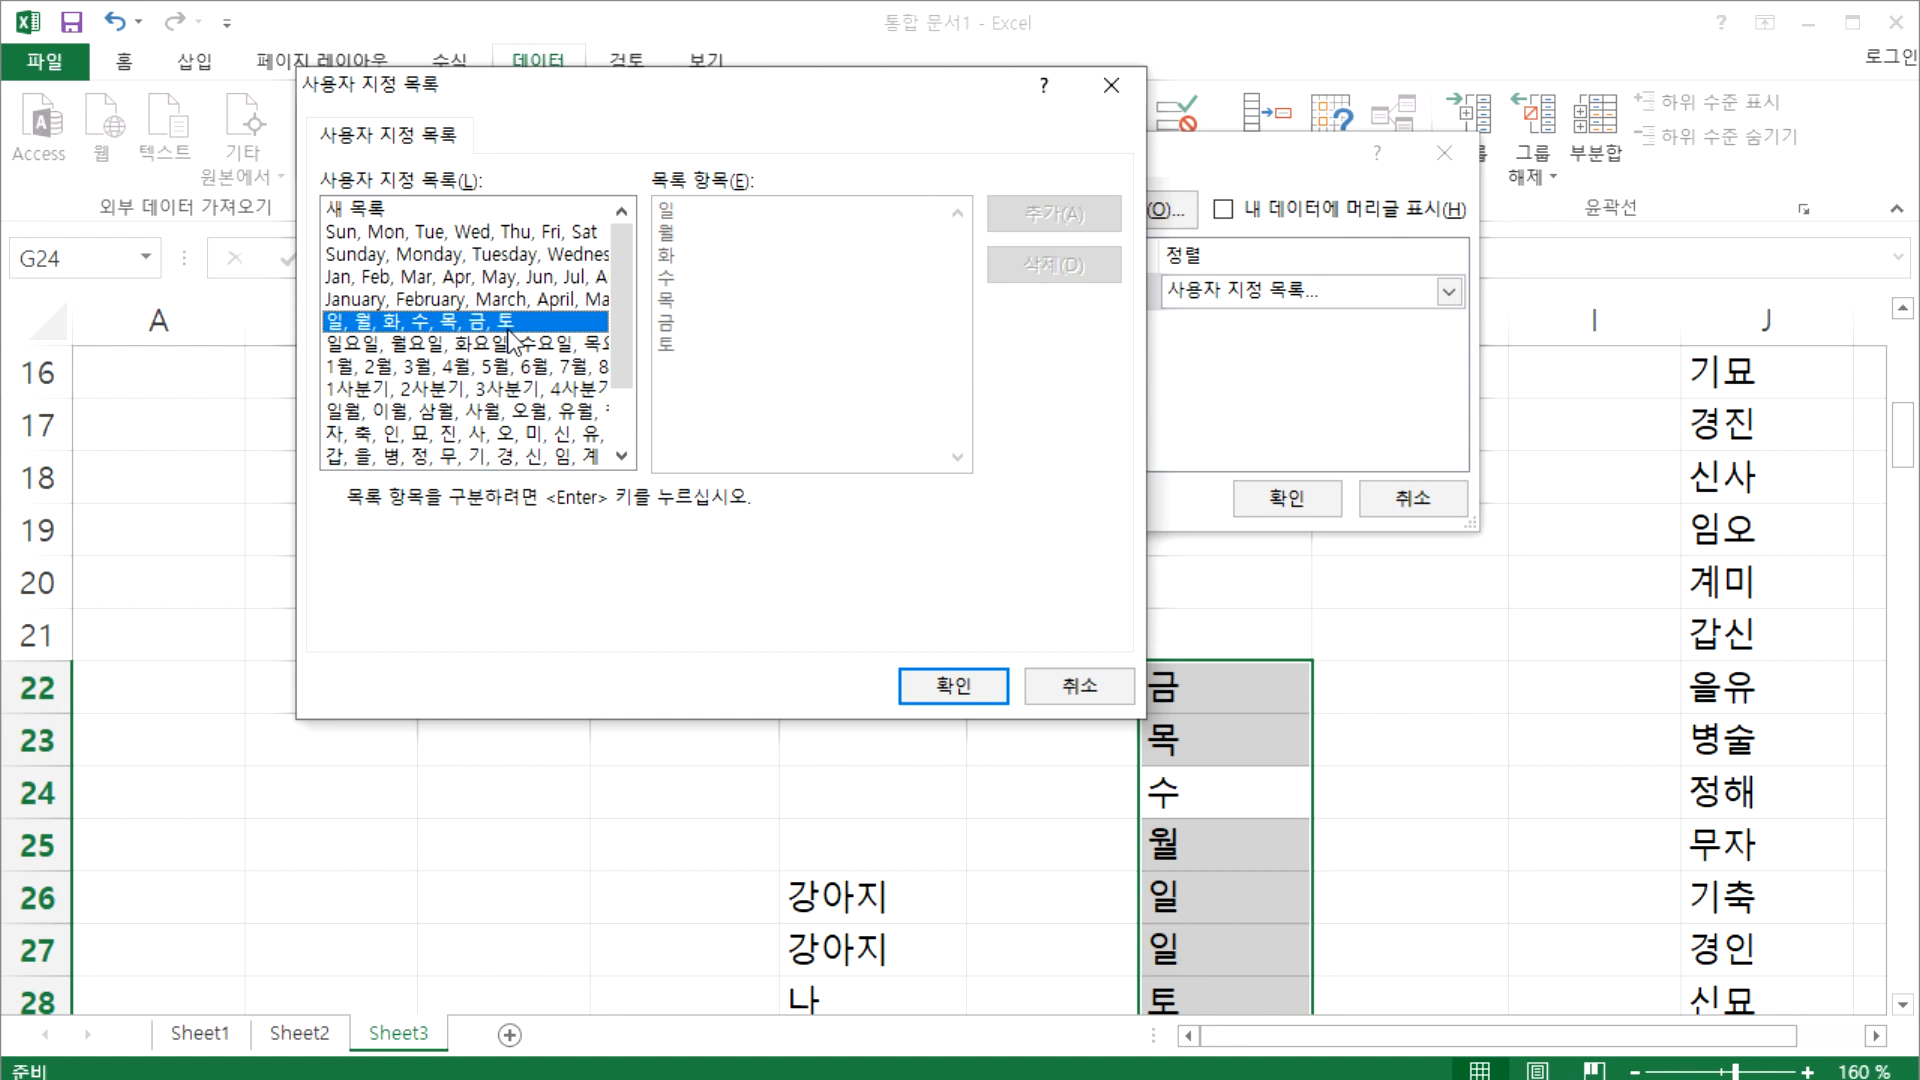 통합 문서1 - Excel
파일 홈 삽입 페이지 레이아웃 수식 데이터 검토 보기
로그인
Access 웹 텍스트 기타 원본에서
외부 데이터 가져오기
그룹 해제 부분합
하위 수준 표시
하위 수준 숨기기
윤곽선
사용자 지정 목록
사용자 지정 목록
사용자 지정 목록(L):
새 목록
Sun, Mon, Tue, Wed, Thu, Fri, Sat
Sunday, Monday, Tuesday, Wednes
Jan, Feb, Mar, Apr, May, Jun, Jul, A
January, February, March, April, Ma
일, 월, 화, 수, 목, 금, 토
일요일, 월요일, 화요일, 수요일, 목요
1월, 2월, 3월, 4월, 5월, 6월, 7월, 8
1사분기, 2사분기, 3사분기, 4사분기
일월, 이월, 삼월, 사월, 오월, 유월,
자, 축, 인, 묘, 진, 사, 오, 미, 신, 유,
갑, 을, 병, 정, 무, 기, 경, 신, 임, 계
목록 항목(E):
일
월
화
수
목
금
토
추가(A)
삭제(D)
목록 항목을 구분하려면 <Enter> 키를 누르십시오.
확인 취소
(O)...
내 데이터에 머리글 표시(H)
정렬
사용자 지정 목록...
확인 취소
G24
A I J
16 기묘
17 경진
18 신사
19 임오
20 계미
21 갑신
22 금 을유
23 목 병술
24 수 정해
25 월 무자
26 강아지 일 기축
27 강아지 일 경인
28 나 토 신묘
Sheet1 Sheet2 Sheet3
준비
160 %